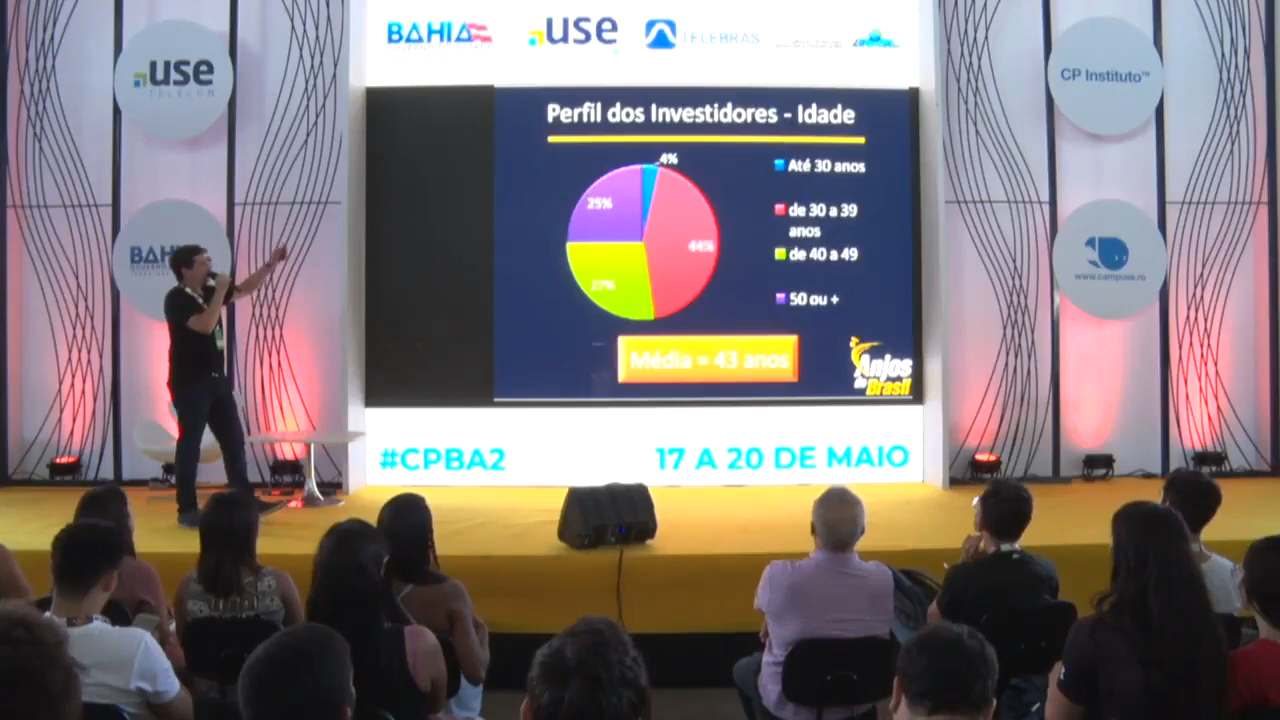 BAHIA
USE
TELEBRAS
USE
TELECOM
CP Instituto™
Perfil dos Investidores - Idade
4%
25%
44%
27%
Até 30 anos
de 30 a 39
anos
de 40 a 49
50 ou +
Média = 43 anos
Anjos
do
Brasil
BAHI
www.campuse.ro
#CPBA2
17 A 20 DE MAIO